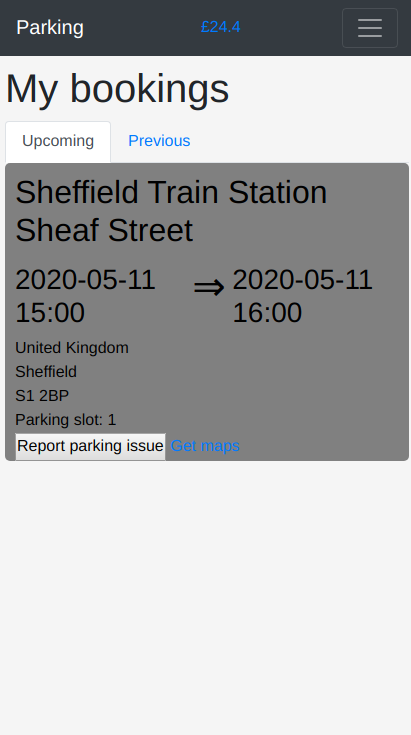 Parking
£24.4
My bookings
Upcoming
Previous
Sheffield Train Station
Sheaf Street
2020-05-11
15:00
⇒
2020-05-11
16:00
United Kingdom
Sheffield
S1 2BP
Parking slot: 1
Report parking issue Get maps